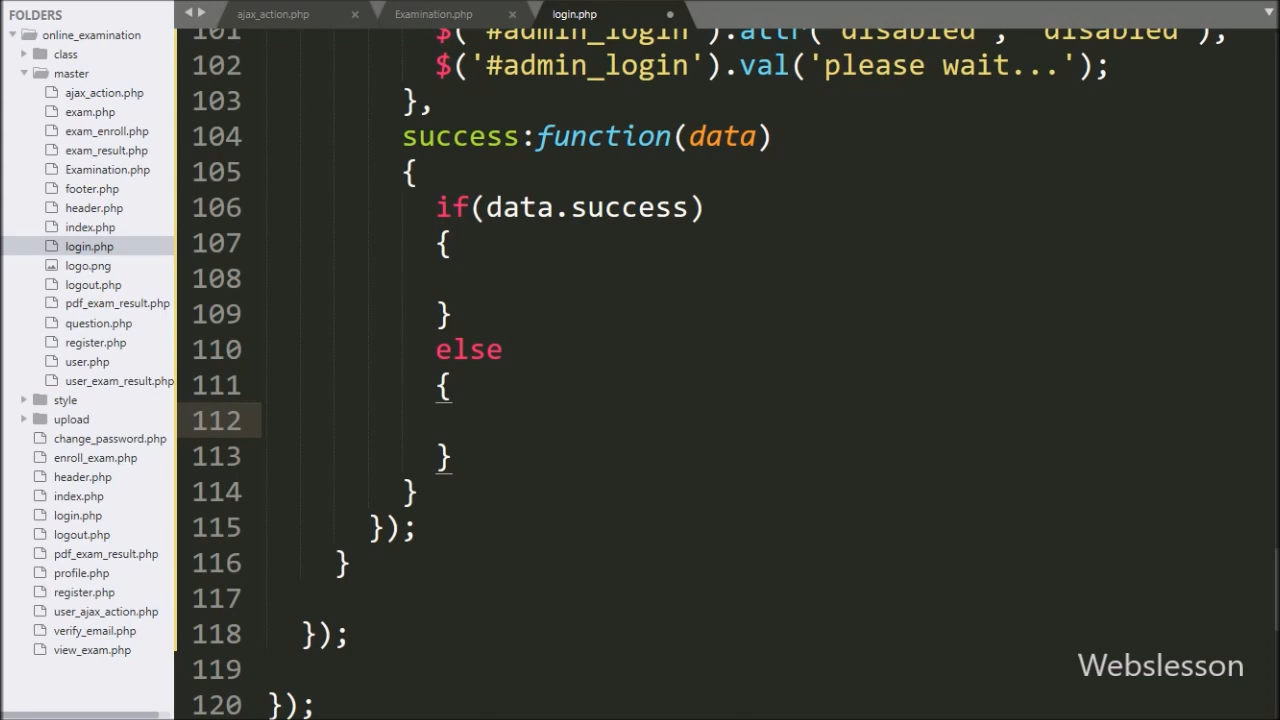 FOLDERS
online_examination
class
master
ajax_action.php
exam.php
exam_enroll.php
exam_result.php
Examination.php
footer.php
header.php
index.php
login.php
logo.png
logout.php
pdf_exam_result.php
question.php
register.php
user.php
user_exam_result.php
style
upload
change_password.php
enroll_exam.php
header.php
index.php
login.php
logout.php
pdf_exam_result.php
profile.php
register.php
user_ajax_action.php
verify_email.php
view_exam.php
ajax_action.php × Examination.php × login.php
101 $('#admin_login').attr('disabled', 'disabled');
102 $('#admin_login').val('please wait...');
103 },
104 success:function(data)
105 {
106 if(data.success)
107 {
108
109 }
110 else
111 {
112
113 }
114 }
115 });
116 }
117
118 });
119
120 });
Webslesson